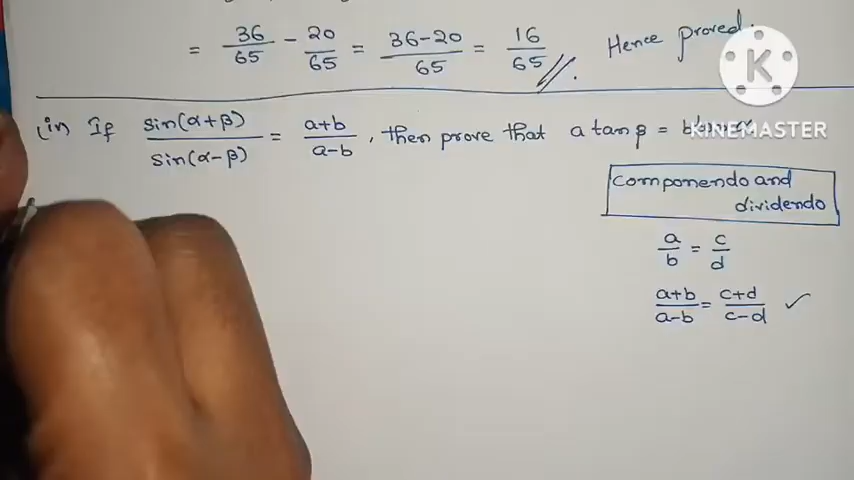 = 36/65 - 20/65 = 36-20/65 = 16/65 Hence proved.
(iv) If sin(α+β)/sin(α-β) = a+b/a-b, then prove that a tan β = b
KINEMASTER
componendo and
dividendo
a/b = c/d
a+b/a-b = c+d/c-d ✓